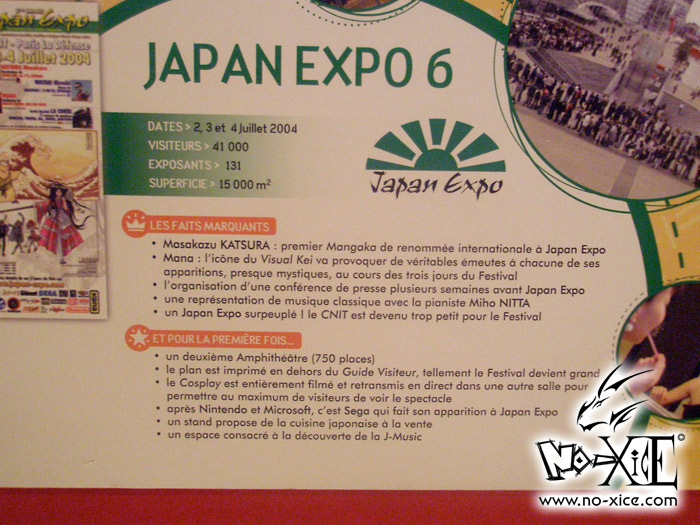 Japan Expo
Paris La Défense
4 Juillet 2004
JAPAN EXPO 6
DATES > 2, 3 et 4 Juillet 2004
VISITEURS > 41 000
EXPOSANTS > 131
SUPERFICIE > 15 000 m²
Japan Expo
LES FAITS MARQUANTS
• Masakazu KATSURA : premier Mangaka de renommée internationale à Japan Expo
• Mana : l'icône du Visual Kei va provoquer de véritables émeutes à chacune de ses
apparitions, presque mystiques, au cours des trois jours du Festival
• l'organisation d'une conférence de presse plusieurs semaines avant Japan Expo
• une représentation de musique classique avec la pianiste Miho NITTA
• un Japan Expo surpeuplé ! le CNIT est devenu trop petit pour le Festival
ET POUR LA PREMIÈRE FOIS...
• un deuxième Amphithéâtre (750 places)
• le plan est imprimé en dehors du Guide Visiteur, tellement le Festival devient grand
• le Cosplay est entièrement filmé et retransmis en direct dans une autre salle pour
permettre au maximum de visiteurs de voir le spectacle
• après Nintendo et Microsoft, c'est Sega qui fait son apparition à Japan Expo
• un stand propose de la cuisine japonaise à la vente
• un espace consacré à la découverte de la J-Music
NO-XICE©
www.no-xice.com